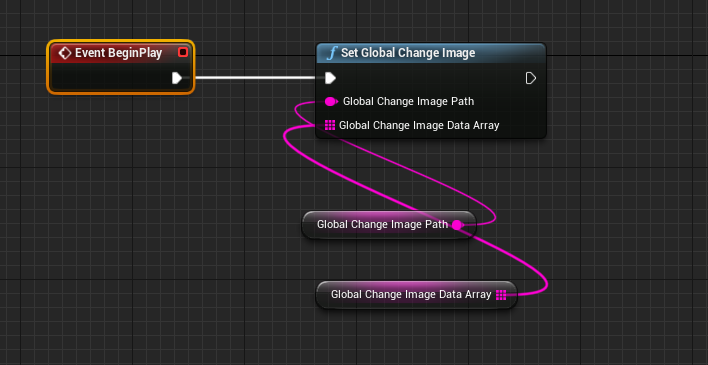 Event BeginPlay
Set Global Change Image
Global Change Image Path
Global Change Image Data Array
Global Change Image Path
Global Change Image Data Array